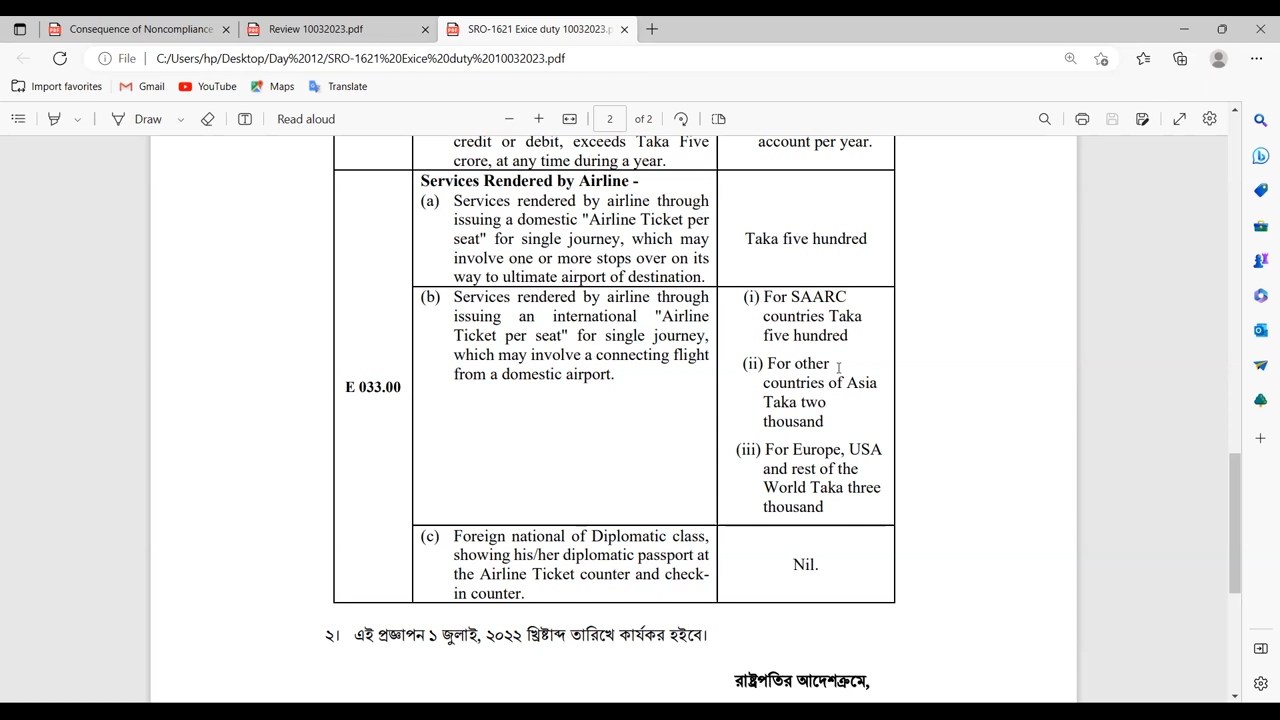 Consequence of Noncompliance
Review 10032023.pdf
SRO-1621 Exice duty 10032023.p
File
C:/Users/hp/Desktop/Day%2012/SRO-1621%20Exice%20duty%2010032023.pdf
Import favorites
Gmail
YouTube
Maps
Translate
Draw
Read aloud
2
of 2
credit or debit, exceeds Taka Five
crore, at any time during a year.
account per year.
E 033.00
Services Rendered by Airline -
(a) Services rendered by airline through
issuing a domestic "Airline Ticket per
seat" for single journey, which may
involve one or more stops over on its
way to ultimate airport of destination.
Taka five hundred
(b) Services rendered by airline through
issuing an international "Airline
Ticket per seat" for single journey,
which may involve a connecting flight
from a domestic airport.
(i) For SAARC
countries Taka
five hundred
(ii) For other
countries of Asia
Taka two
thousand
(iii) For Europe, USA
and rest of the
World Taka three
thousand
(c) Foreign national of Diplomatic class,
showing his/her diplomatic passport at
the Airline Ticket counter and check-
in counter.
Nil.
২। এই প্রজ্ঞাপন ১ জুলাই, ২০২২ খ্রিষ্টাব্দ তারিখে কার্যকর হইবে।
রাষ্ট্রপতির আদেশক্রমে,